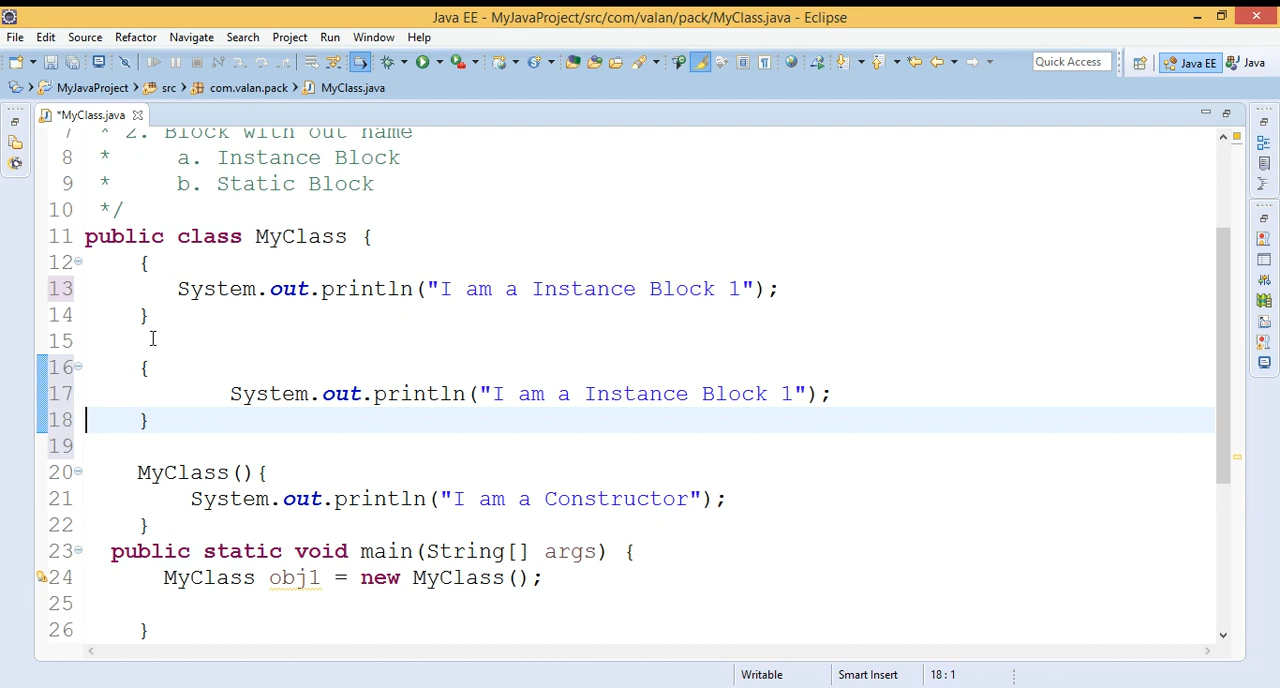 Java EE - MyJavaProject/src/com/valan/pack/MyClass.java - Eclipse
File Edit Source Refactor Navigate Search Project Run Window Help
Quick Access Java EE Java
MyJavaProject src com.valan.pack MyClass.java
*MyClass.java
7 * 2. Block with out name
8 * a. Instance Block
9 * b. Static Block
10 */
11 public class MyClass {
12 {
13 System.out.println("I am a Instance Block 1");
14 }
15
16 {
17 System.out.println("I am a Instance Block 1");
18 }
19
20 MyClass(){
21 System.out.println("I am a Constructor");
22 }
23 public static void main(String[] args) {
24 MyClass obj1 = new MyClass();
25
26 }
Writable Smart Insert 18 : 1